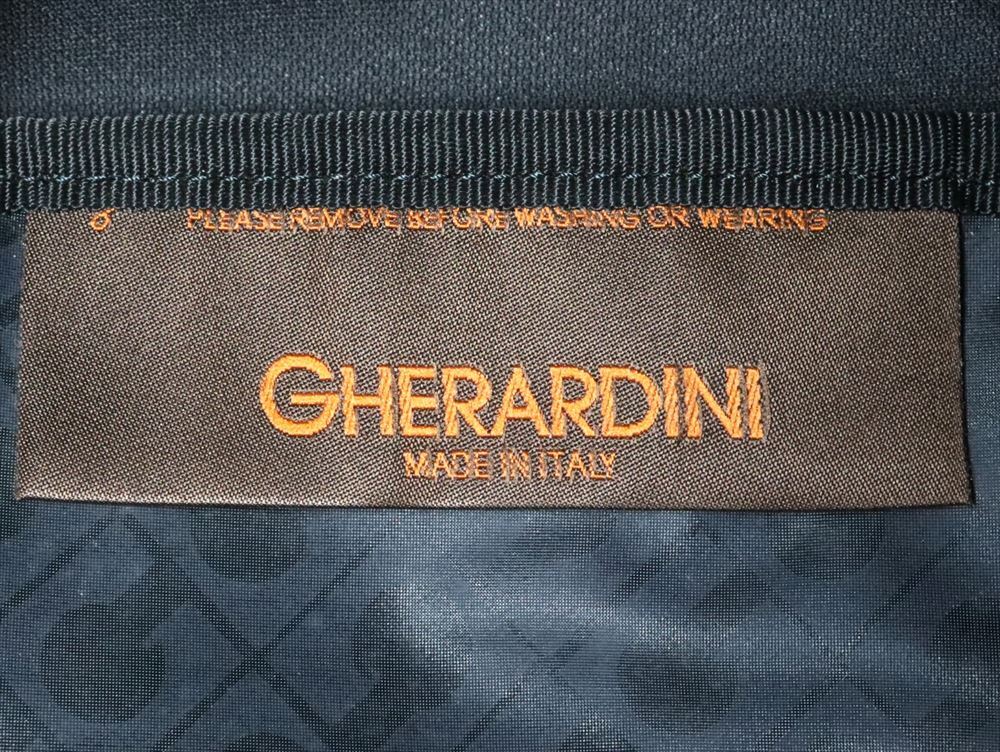 PLEASE REMOVE BEFORE WASHING OR WEARING
GHERARDINI
MADE IN ITALY